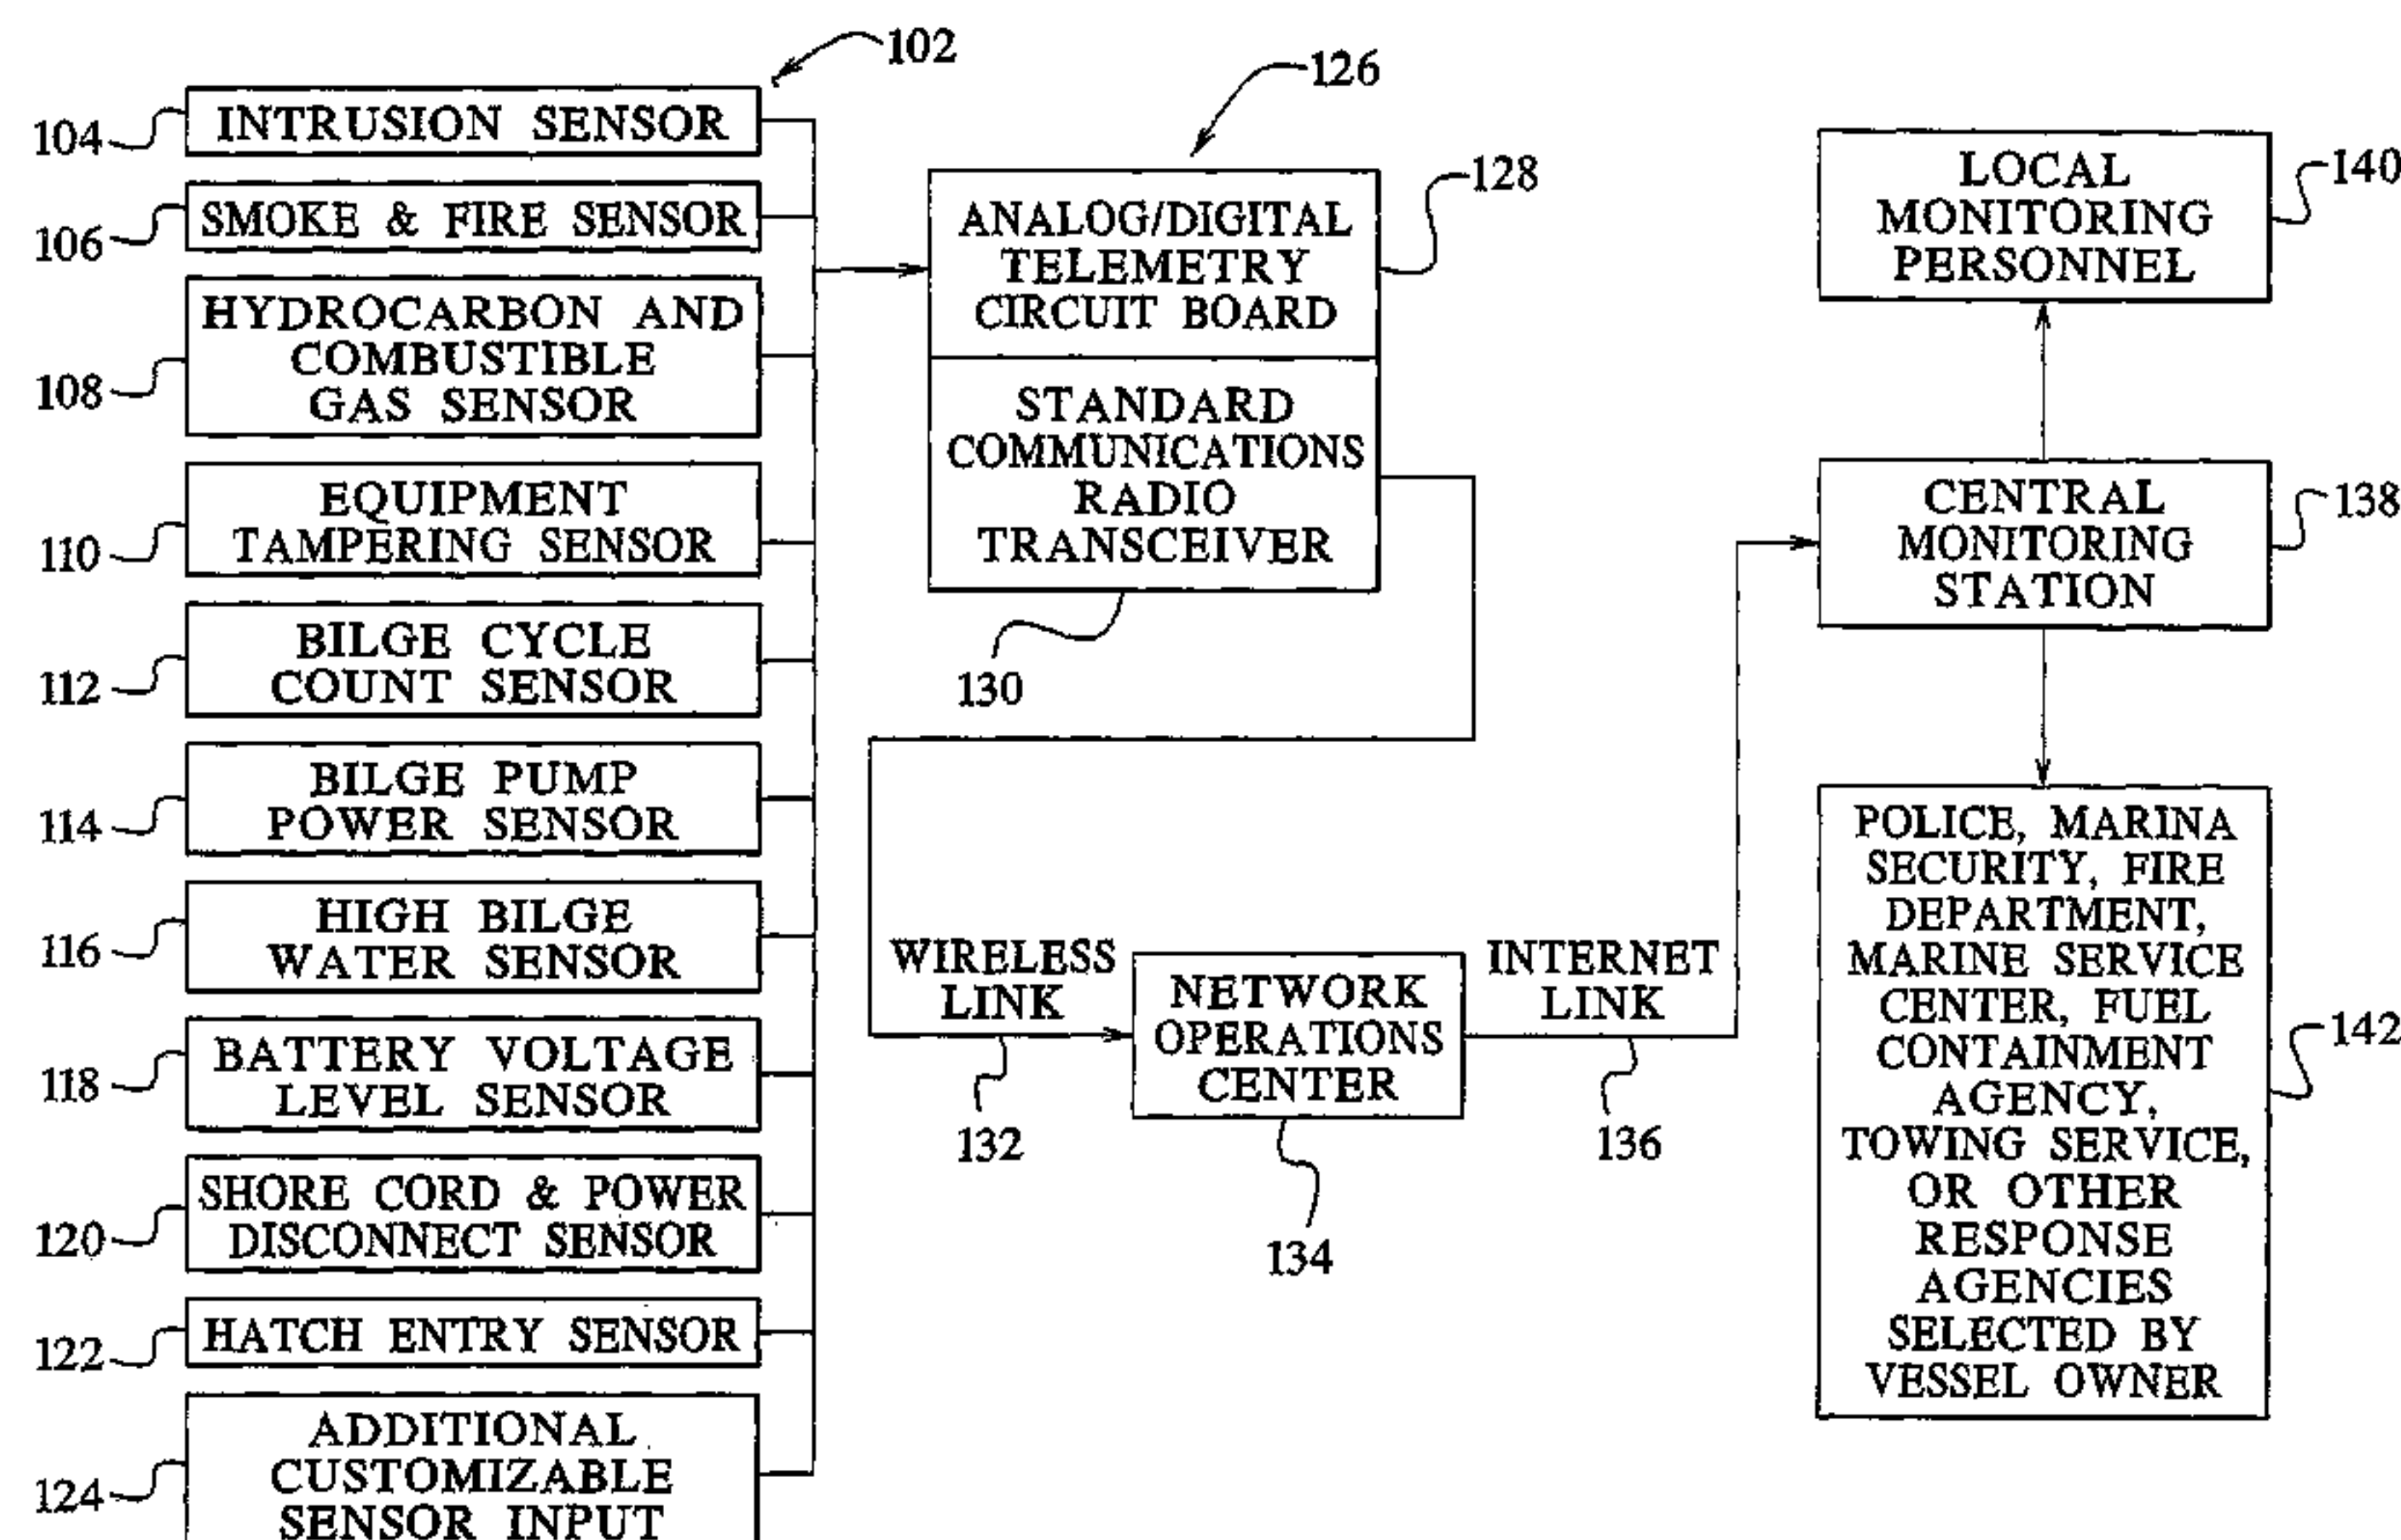 102
104
INTRUSION SENSOR
106
SMOKE & FIRE SENSOR
108
HYDROCARBON AND
COMBUSTIBLE
GAS SENSOR
110
EQUIPMENT
TAMPERING SENSOR
112
BILGE CYCLE
COUNT SENSOR
114
BILGE PUMP
POWER SENSOR
116
HIGH BILGE
WATER SENSOR
118
BATTERY VOLTAGE
LEVEL SENSOR
120
SHORE CORD & POWER
DISCONNECT SENSOR
122
HATCH ENTRY SENSOR
124
ADDITIONAL
CUSTOMIZABLE
SENSOR INPUT
126
128
ANALOG/DIGITAL
TELEMETRY
CIRCUIT BOARD
STANDARD
COMMUNICATIONS
RADIO
TRANSCEIVER
130
WIRELESS
LINK
132
NETWORK
OPERATIONS
CENTER
134
INTERNET
LINK
136
LOCAL
MONITORING
PERSONNEL
140
CENTRAL
MONITORING
STATION
138
POLICE, MARINA
SECURITY, FIRE
DEPARTMENT,
MARINE SERVICE
CENTER, FUEL
CONTAINMENT
AGENCY,
TOWING SERVICE,
OR OTHER
RESPONSE
AGENCIES
SELECTED BY
VESSEL OWNER
142